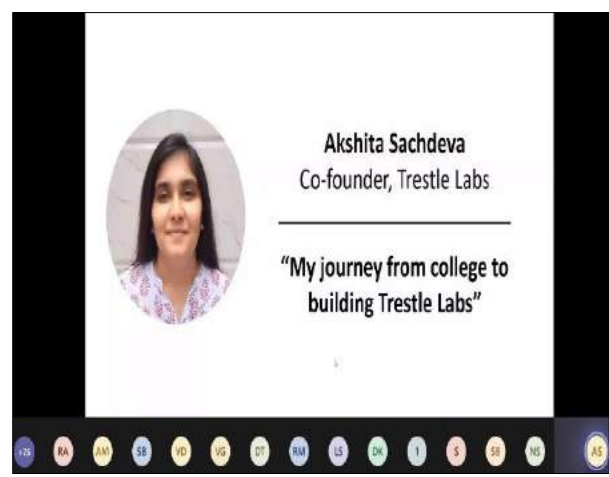 Akshita Sachdeva
Co-founder, Trestle Labs
“My journey from college to
building Trestle Labs”
+26 RA AM SB VD VG DT RM LS DK 1 S SB NS AS